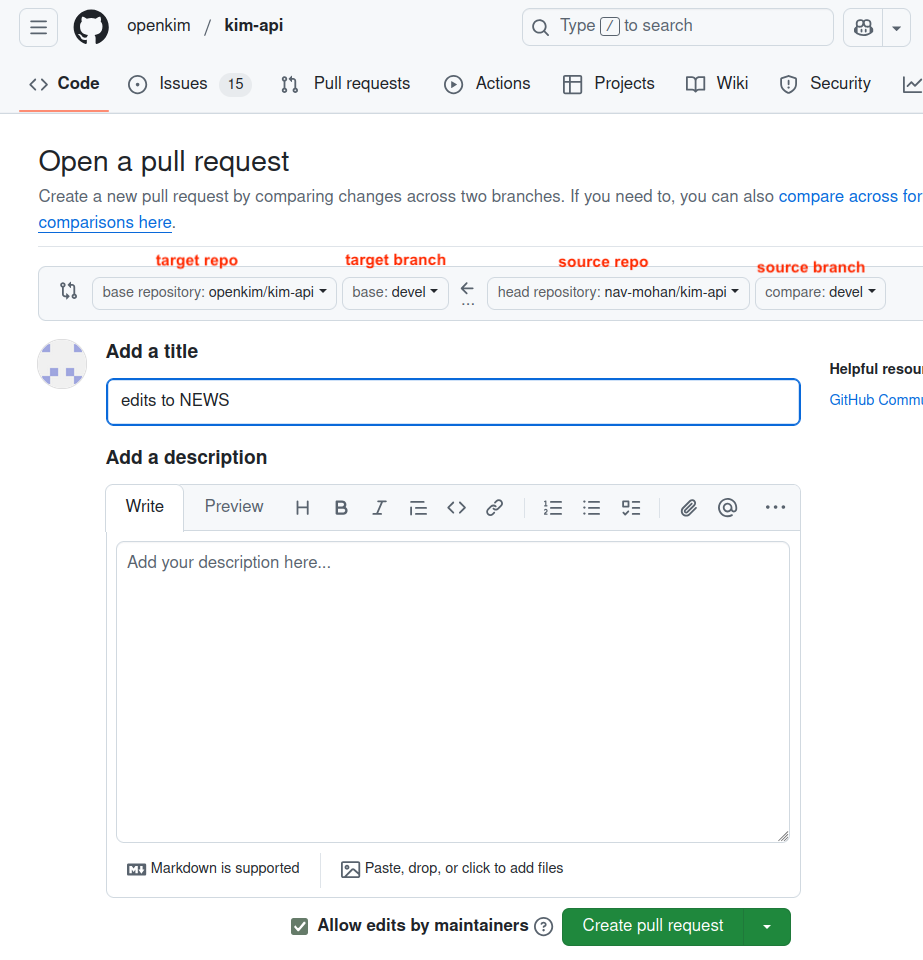 openkim / kim-api
Type / to search
Code Issues 15 Pull requests Actions Projects Wiki Security
Open a pull request
Create a new pull request by comparing changes across two branches. If you need to, you can also compare across for
comparisons here.
target repo target branch source repo source branch
base repository: openkim/kim-api base: devel ... head repository: nav-mohan/kim-api compare: devel
Add a title
Helpful resou
edits to NEWS
GitHub Commu
Add a description
Write Preview H B I @ ...
Add your description here...
Markdown is supported Paste, drop, or click to add files
Allow edits by maintainers ? Create pull request